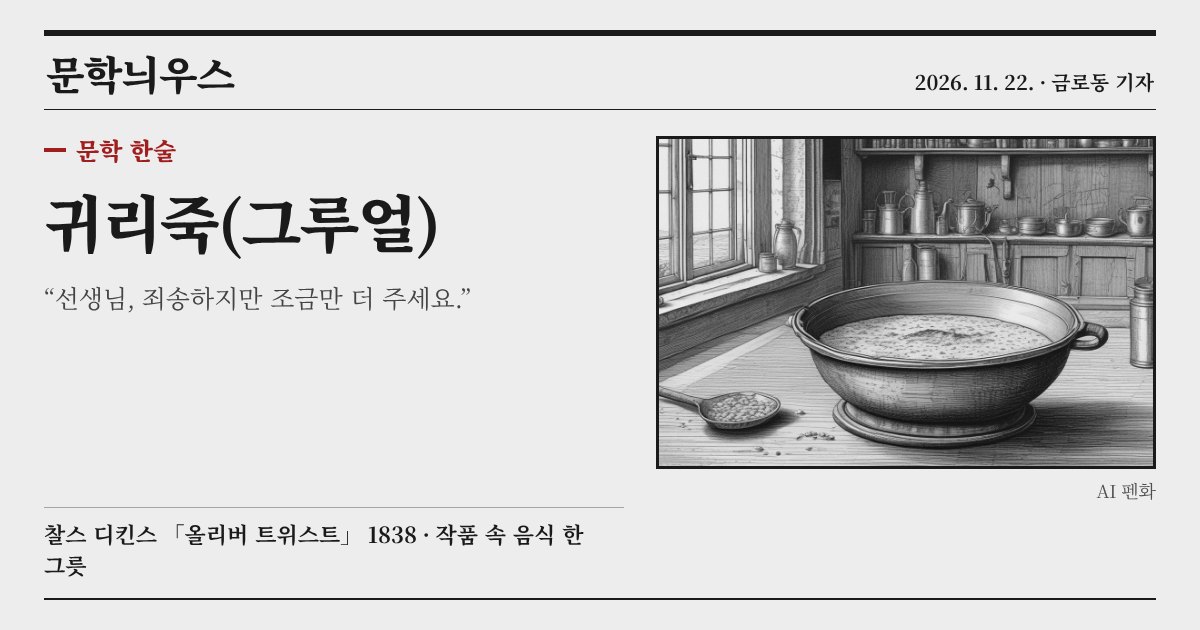 문학늬우스
2026. 11. 22. · 금로동 기자
문학 한술
귀리죽(그루얼)
“선생님, 죄송하지만 조금만 더 주세요.”
AI 펜화
찰스 디킨스 「올리버 트위스트」 1838 · 작품 속 음식 한
그릇